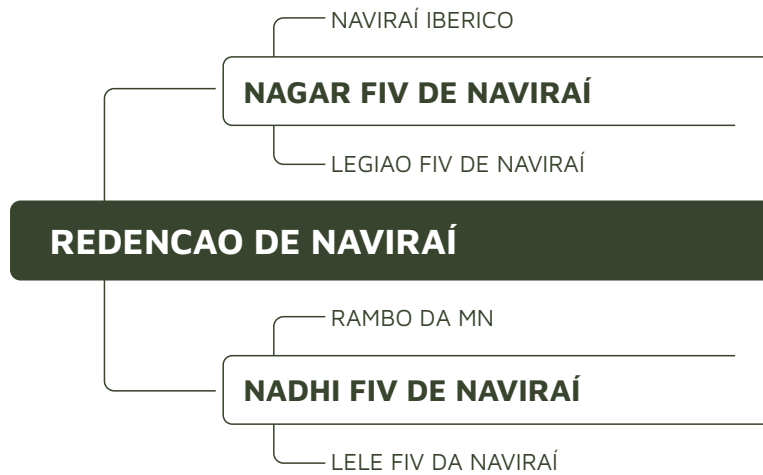 NAVIRAÍ IBERICO
NAGAR FIV DE NAVIRAÍ
LEGIAO FIV DE NAVIRAÍ
REDENCAO DE NAVIRAÍ
RAMBO DA MN
NADHI FIV DE NAVIRAÍ
LELE FIV DA NAVIRAÍ